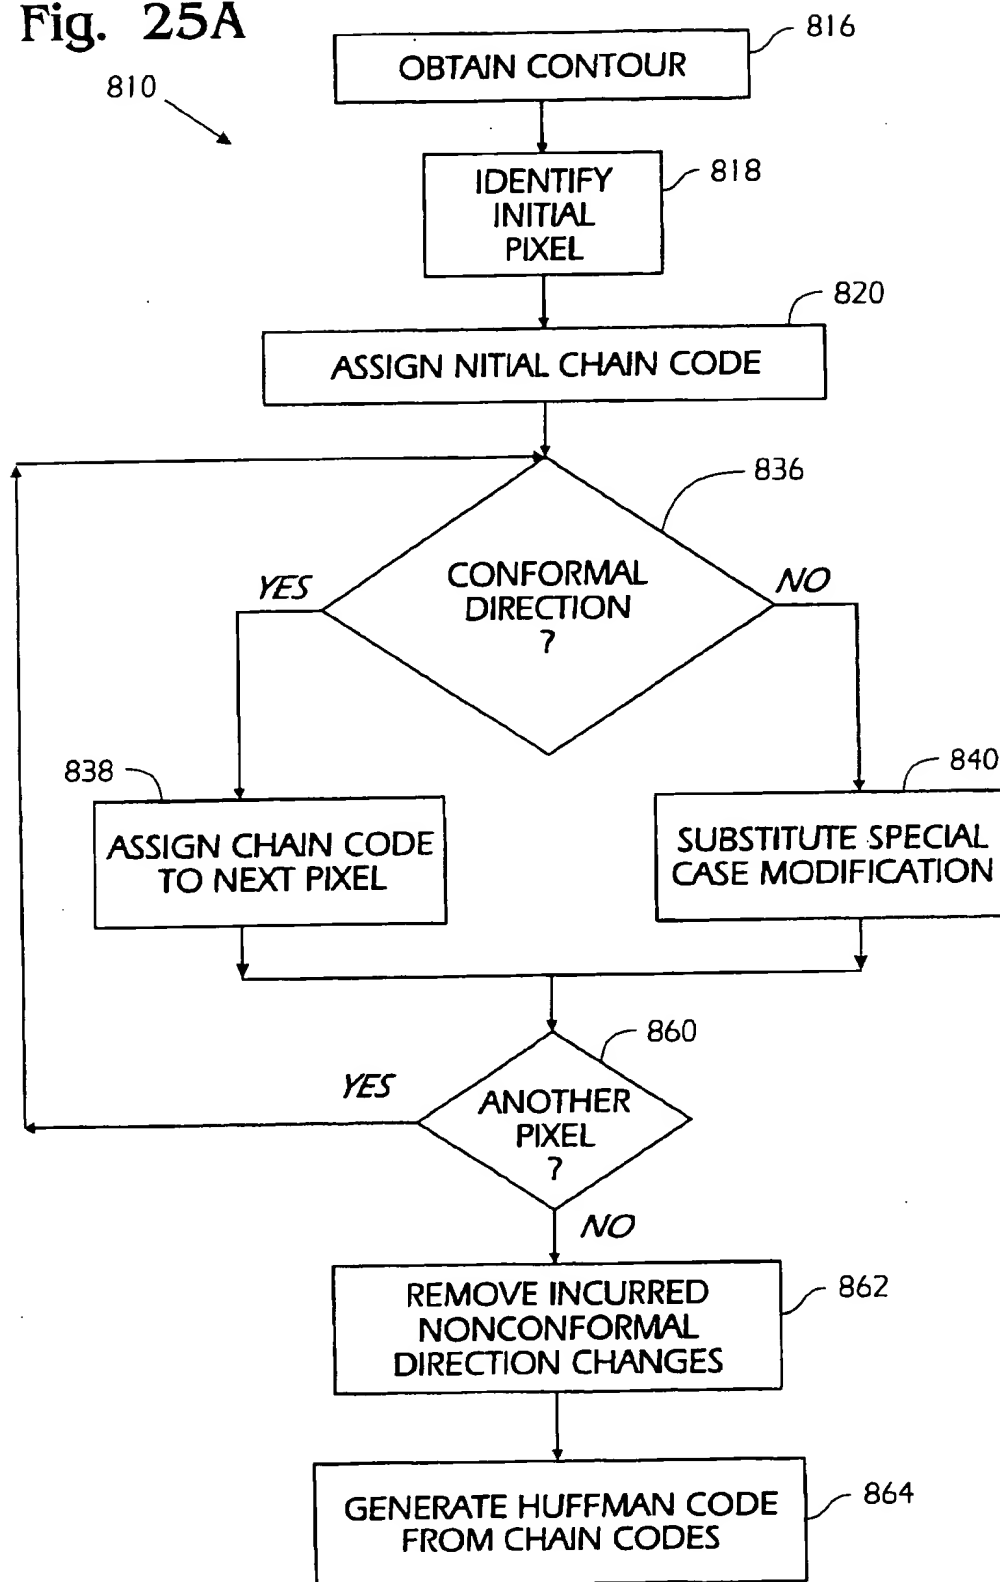 Fig. 25A
810
816
OBTAIN CONTOUR
818
IDENTIFY
INITIAL
PIXEL
820
ASSIGN NITIAL CHAIN CODE
836
CONFORMAL
DIRECTION
?
YES
NO
838
ASSIGN CHAIN CODE
TO NEXT PIXEL
840
SUBSTITUTE SPECIAL
CASE MODIFICATION
860
ANOTHER
PIXEL
?
YES
NO
862
REMOVE INCURRED
NONCONFORMAL
DIRECTION CHANGES
864
GENERATE HUFFMAN CODE
FROM CHAIN CODES